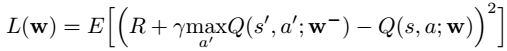 L(𝐰) = E[(R + γ max_{a′} Q(s′, a′; 𝐰⁻) − Q(s, a; 𝐰))²]